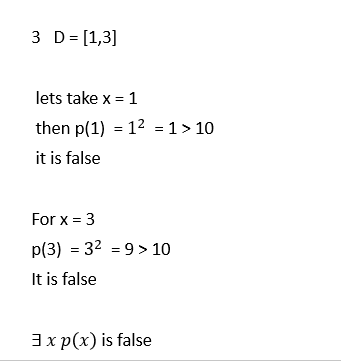 3 D = [1,3]
lets take x = 1
then p(1) = 1² = 1 > 10
it is false
For x = 3
p(3) = 3² = 9 > 10
It is false
∃ x p(x) is false